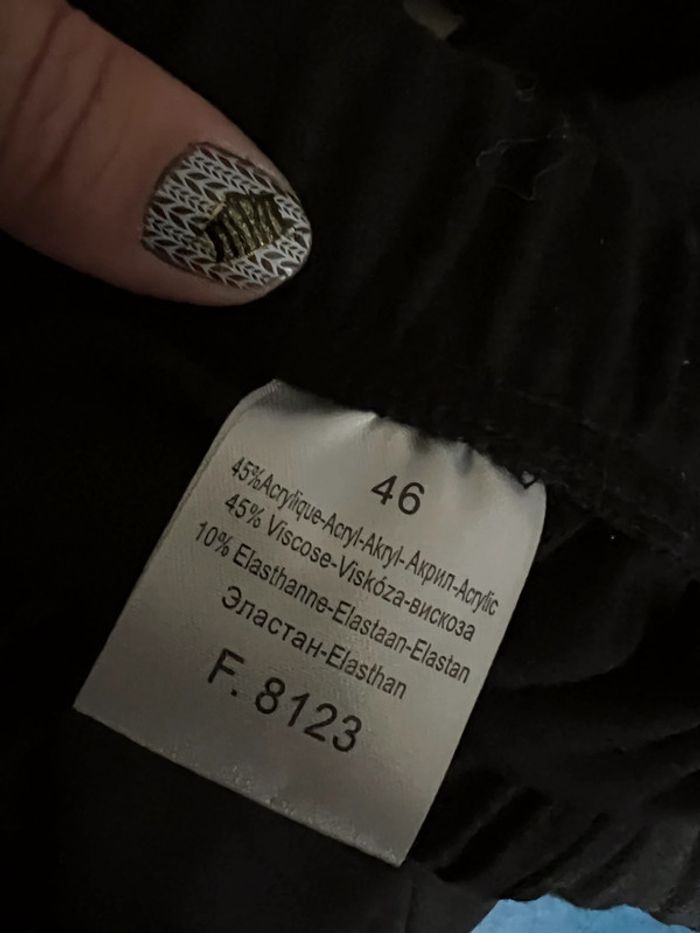 46
45%Acrylique-Acryl-Akryl-Акрил-Acrylic
45% Viscose-Viskóza-вискоза
10% Elasthanne-Elastaan-Elastan
Эластан-Elasthan
F. 8123